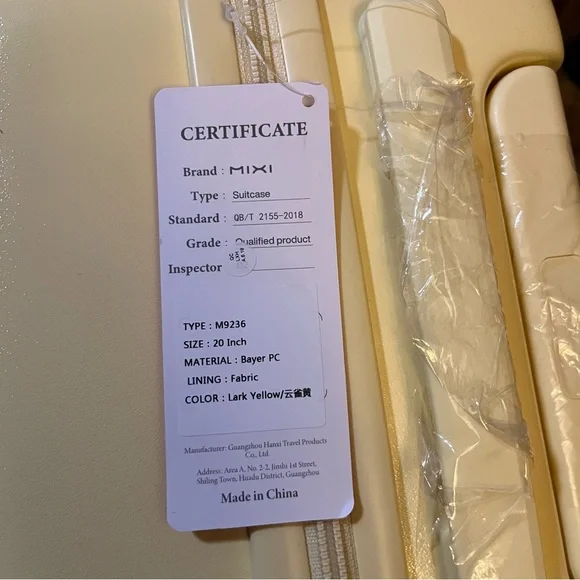 CERTIFICATE
Brand : MIXI
Type : Suitcase
Standard : QB/T 2155-2018
Grade : Qualified product
Inspector
TYPE : M9236
SIZE : 20 Inch
MATERIAL : Bayer PC
LINING : Fabric
COLOR : Lark Yellow/云雀黄
Manufacturer: Guangzhou Hansi Travel Products
Co., Ltd.
Address: Area A, No. 2-2, Jinshi 1st Street,
Shiling Town, Huadu District, Guangzhou
Made in China